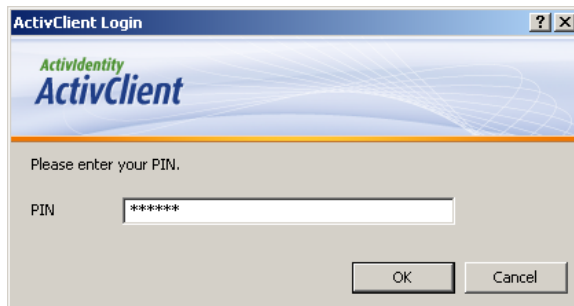 ActivClient Login
ActivIdentity
ActivClient
Please enter your PIN.
PIN ******
OK Cancel